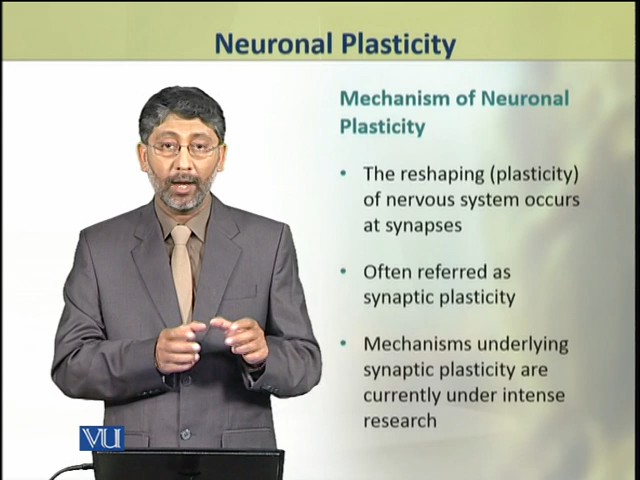 Neuronal Plasticity
Mechanism of Neuronal
Plasticity
• The reshaping (plasticity)
of nervous system occurs
at synapses
• Often referred as
synaptic plasticity
• Mechanisms underlying
synaptic plasticity are
currently under intense
research
VU